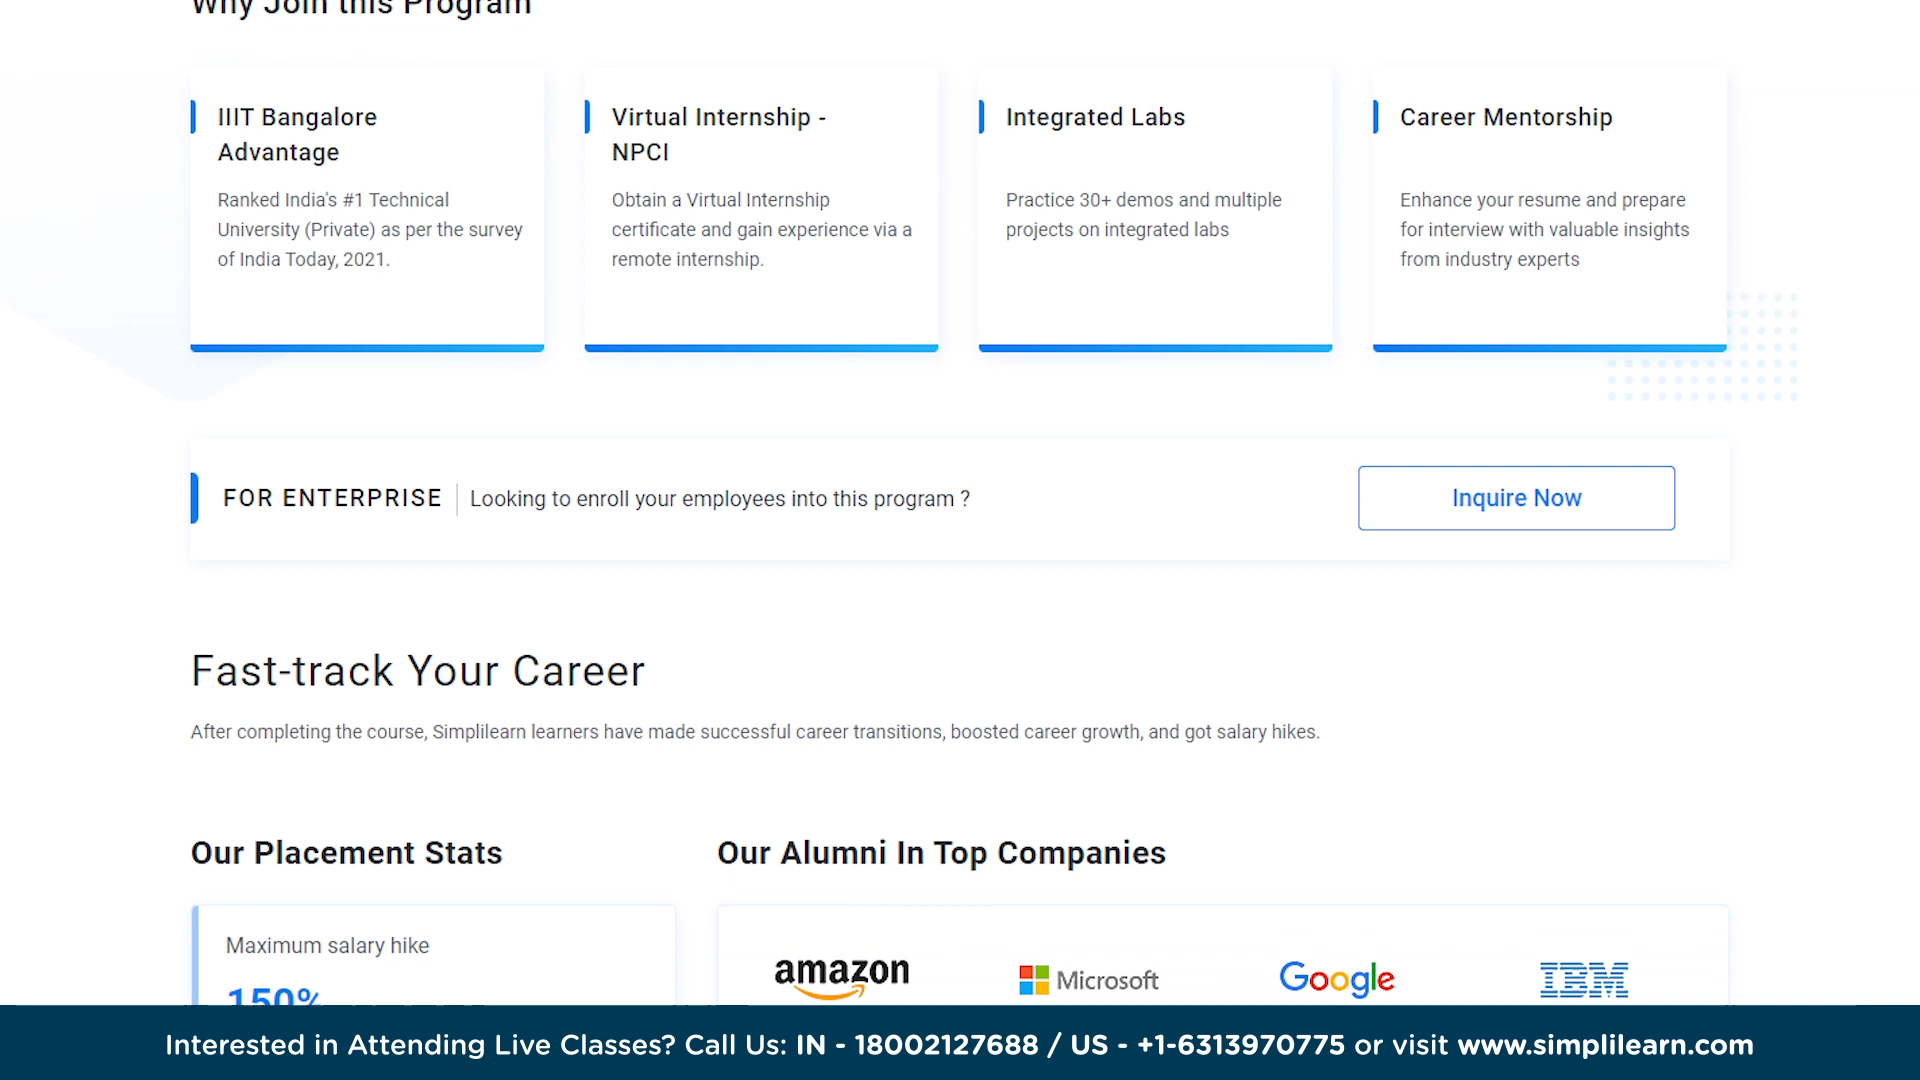 Why Join this Program
IIIT Bangalore
Advantage
Ranked India's #1 Technical
University (Private) as per the survey
of India Today, 2021.
Virtual Internship -
NPCI
Obtain a Virtual Internship
certificate and gain experience via a
remote internship.
Integrated Labs
Practice 30+ demos and multiple
projects on integrated labs
Career Mentorship
Enhance your resume and prepare
for interview with valuable insights
from industry experts
FOR ENTERPRISE Looking to enroll your employees into this program ?
Inquire Now
Fast-track Your Career
After completing the course, Simplilearn learners have made successful career transitions, boosted career growth, and got salary hikes.
Our Placement Stats
Maximum salary hike
150%
Our Alumni In Top Companies
amazon Microsoft Google IBM
Interested in Attending Live Classes? Call Us: IN - 18002127688 / US - +1-6313970775 or visit www.simplilearn.com